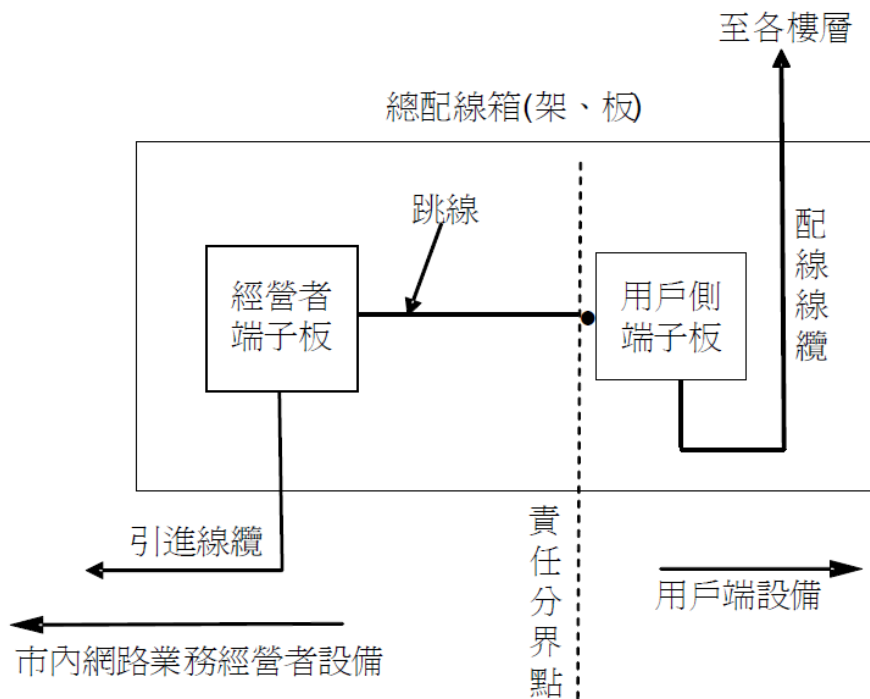 至各樓層
總配線箱(架、板)
跳線
經營者
端子板
用戶側
端子板
配線線纜
引進線纜
責任分界點
用戶端設備
市內網路業務經營者設備